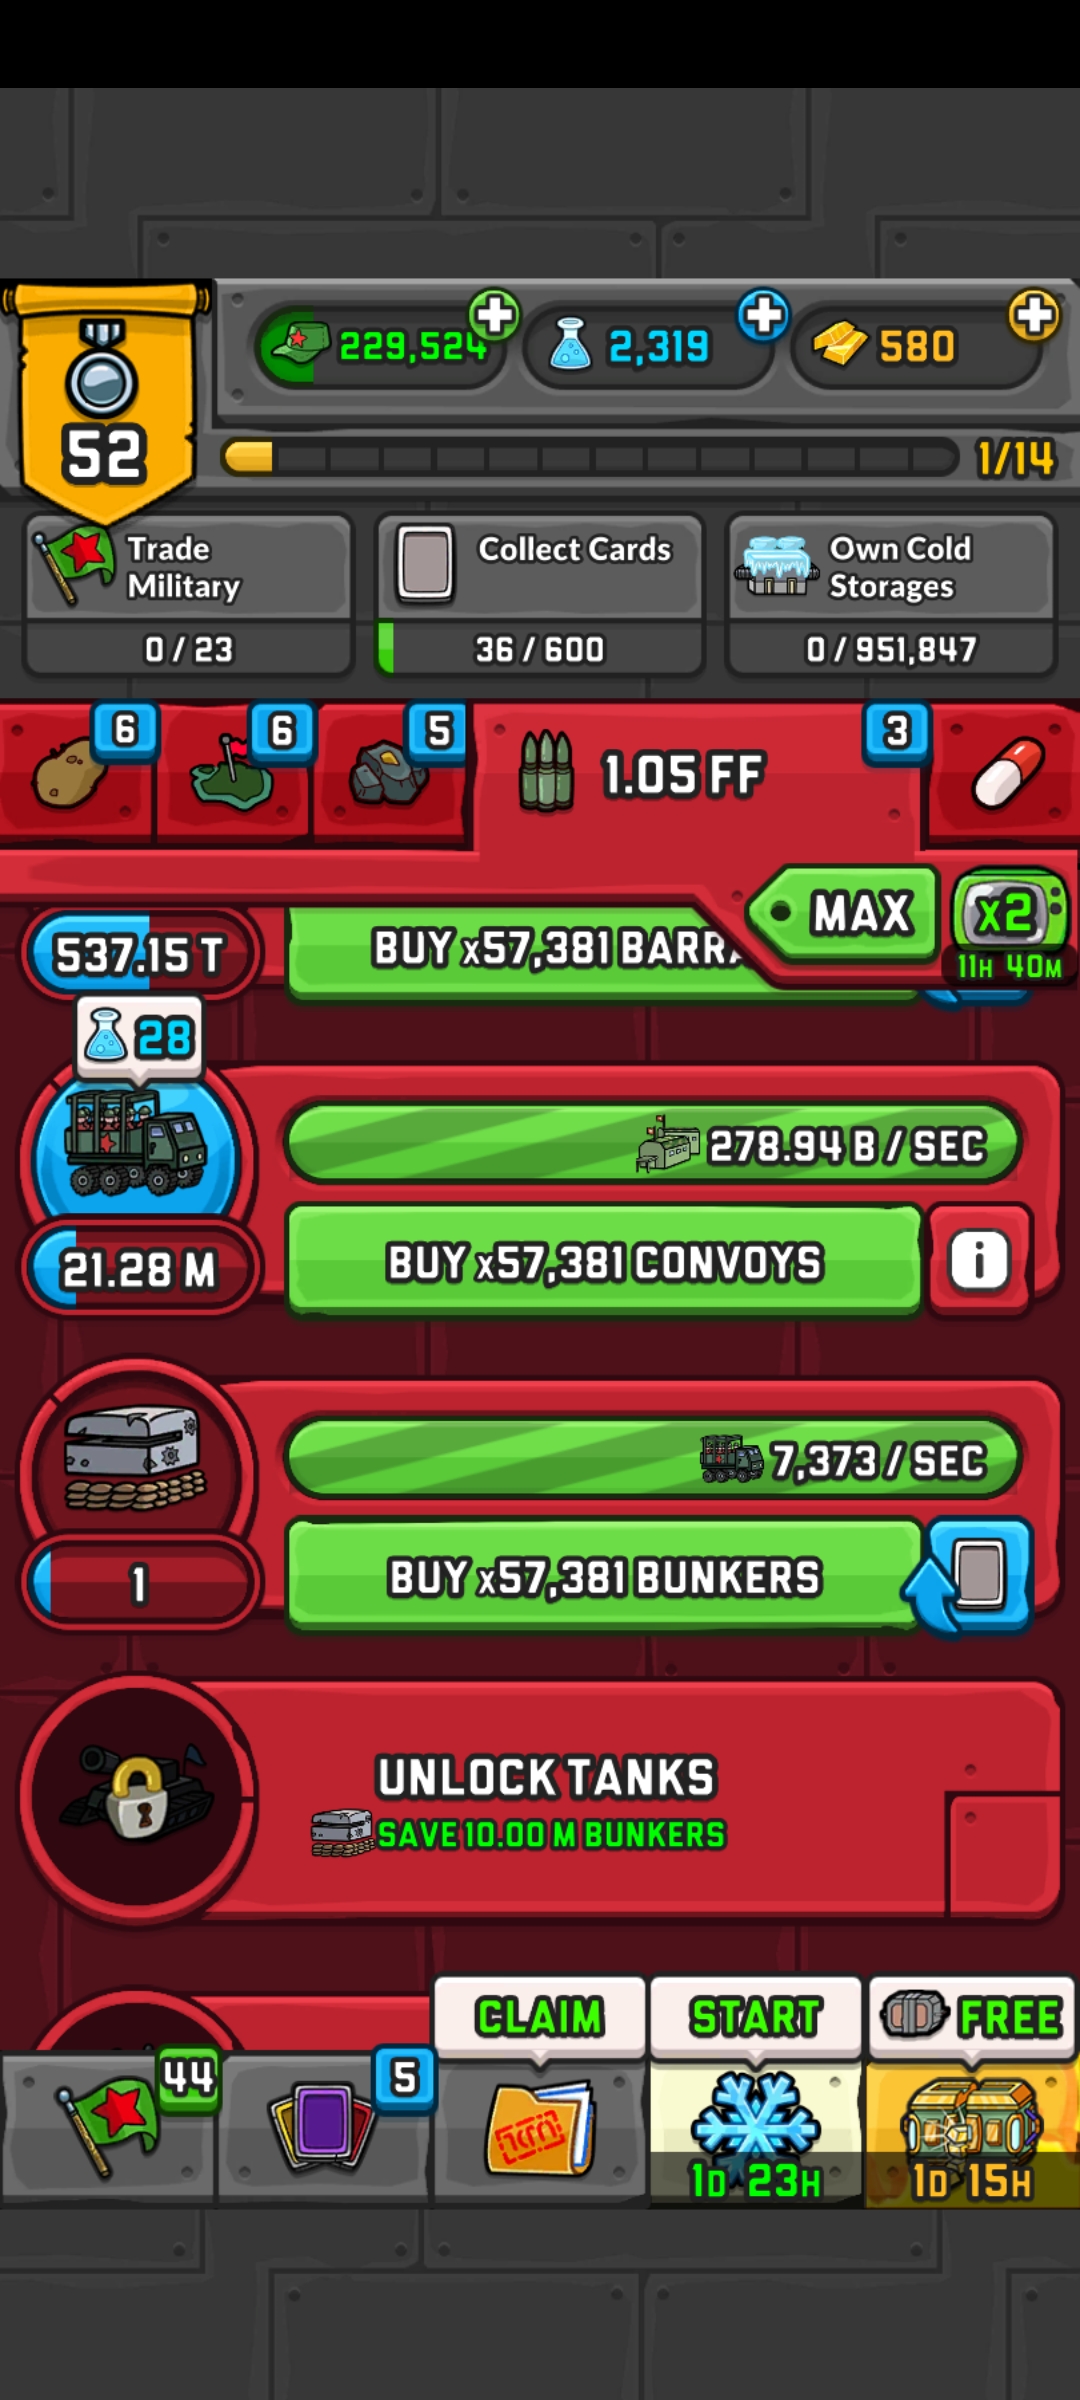 52
229,524
2,319
580
1/14
Trade
Military
0 / 23
Collect Cards
36 / 600
Own Cold
Storages
0 / 951,847
6
6
5
1.05 FF
3
MAX
x2
11H 40M
537.15 T
BUY x57,381 BARRA
28
278.94 B / SEC
21.28 M
BUY x57,381 CONVOYS
i
7,373 / SEC
1
BUY x57,381 BUNKERS
UNLOCK TANKS
SAVE 10.00 M BUNKERS
CLAIM
START
FREE
44
5
1D 23H
1D 15H